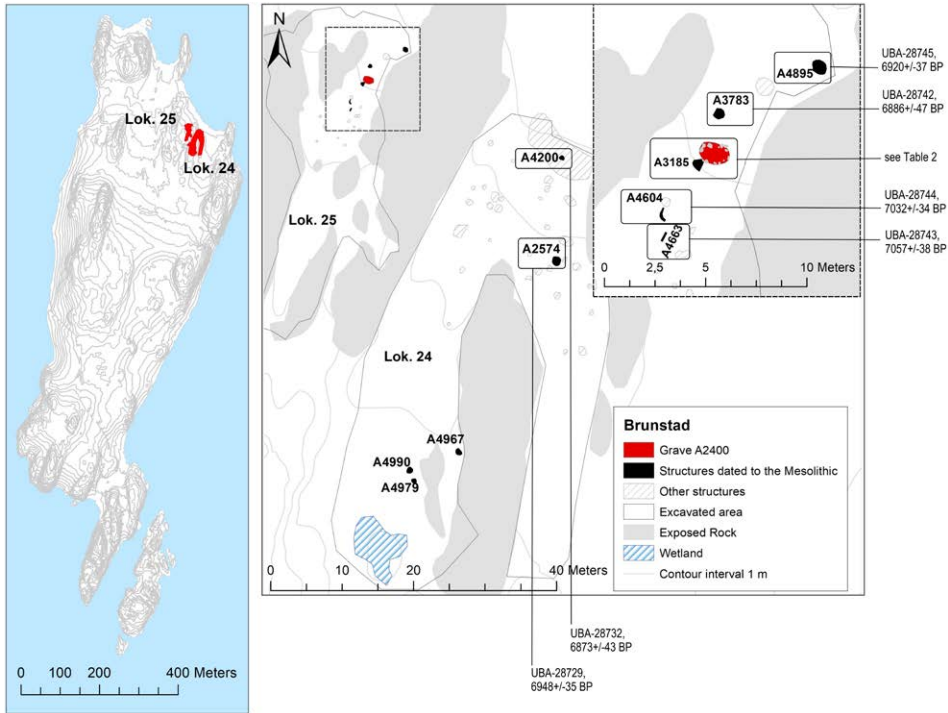 Lok. 25
Lok. 24
0 100 200 400 Meters
N
Lok. 25
A4200
A2574
Lok. 24
A4967
A4990
A4979
0 10 20 40 Meters
A4895
A3783
A3185
A4604
A4663
0 2,5 5 10 Meters
UBA-28745,
6920+/-37 BP
UBA-28742,
6886+/-47 BP
see Table 2
UBA-28744,
7032+/-34 BP
UBA-28743,
7057+/-38 BP
Brunstad
Grave A2400
Structures dated to the Mesolithic
Other structures
Excavated area
Exposed Rock
Wetland
Contour interval 1 m
UBA-28732,
6873+/-43 BP
UBA-28729,
6948+/-35 BP